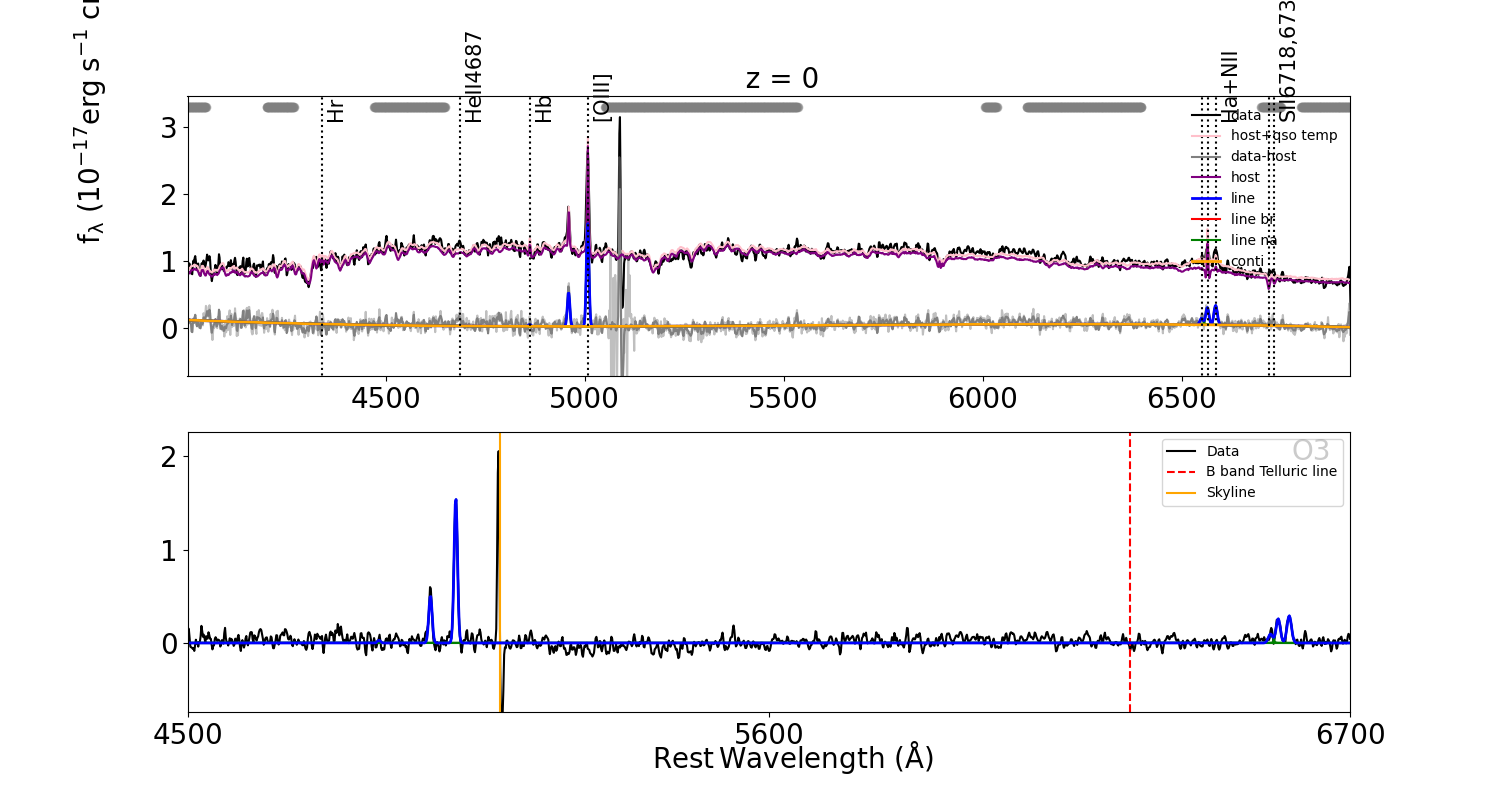 z = 0
f_λ (10^−17 erg s^−1 c
Hr
HeII4687
Hb
[OIII]
Ha+NII
SII6718,673
data
host+qso temp
data-host
host
line
line br
line na
conti
3
2
1
0
4500 5000 5500 6000 6500
O3
Data
B band Telluric line
Skyline
2
1
0
4500 5600 6700
Rest Wavelength (Å)